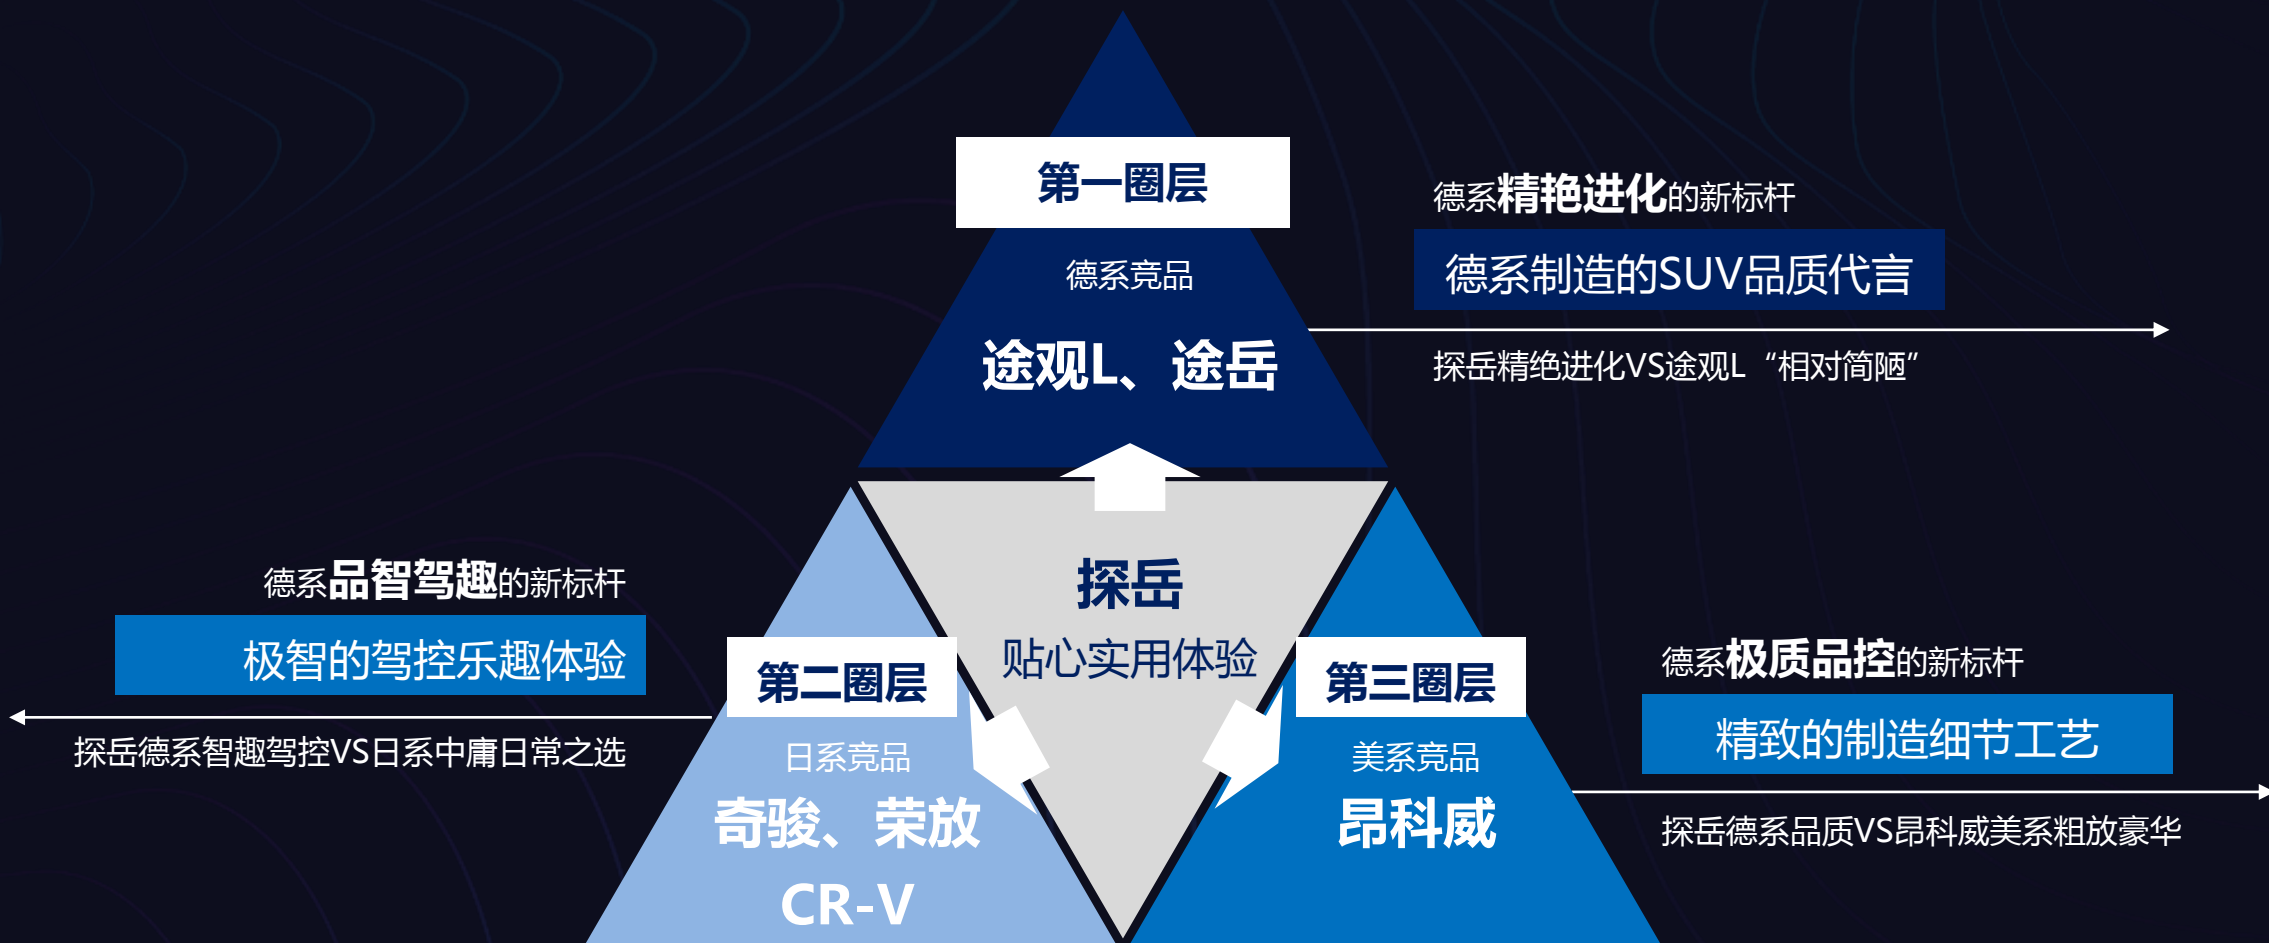 第一圈层
德系竞品
途观L、途岳
德系精艳进化的新标杆
德系制造的SUV品质代言
探岳精绝进化VS途观L“相对简陋”
探岳
贴心实用体验
德系品智驾趣的新标杆
极智的驾控乐趣体验
探岳德系智趣驾控VS日系中庸日常之选
第二圈层
日系竞品
奇骏、荣放
CR-V
第三圈层
美系竞品
昂科威
德系极质品控的新标杆
精致的制造细节工艺
探岳德系品质VS昂科威美系粗放豪华